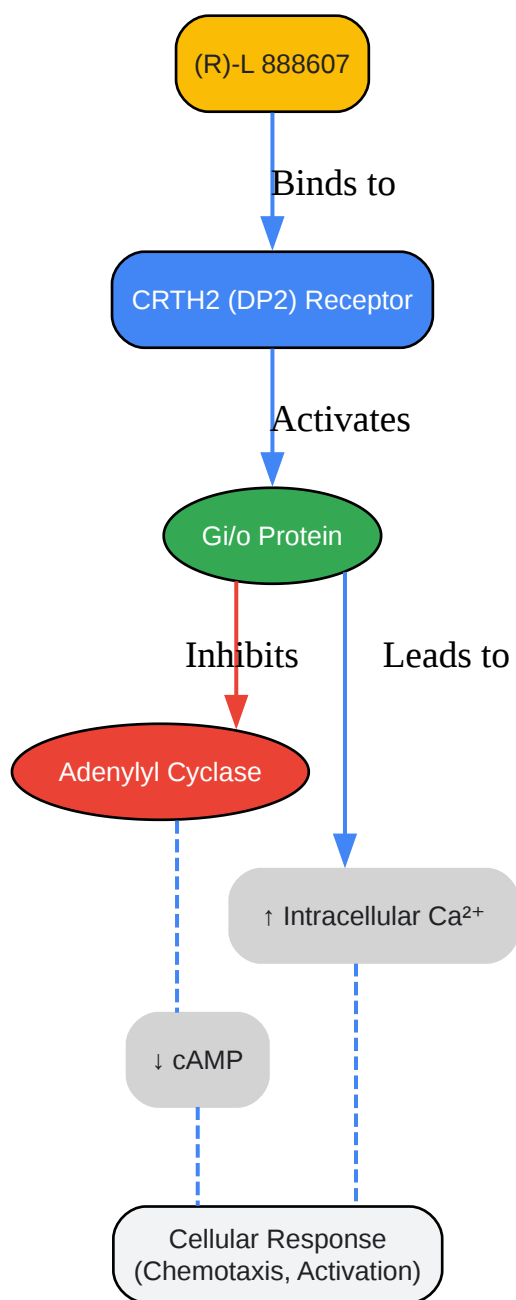 (R)-L 888607
Binds to
CRTH2 (DP2) Receptor
Activates
Gi/o Protein
Inhibits
Leads to
Adenylyl Cyclase
↑ Intracellular Ca²⁺
↓ cAMP
Cellular Response
(Chemotaxis, Activation)